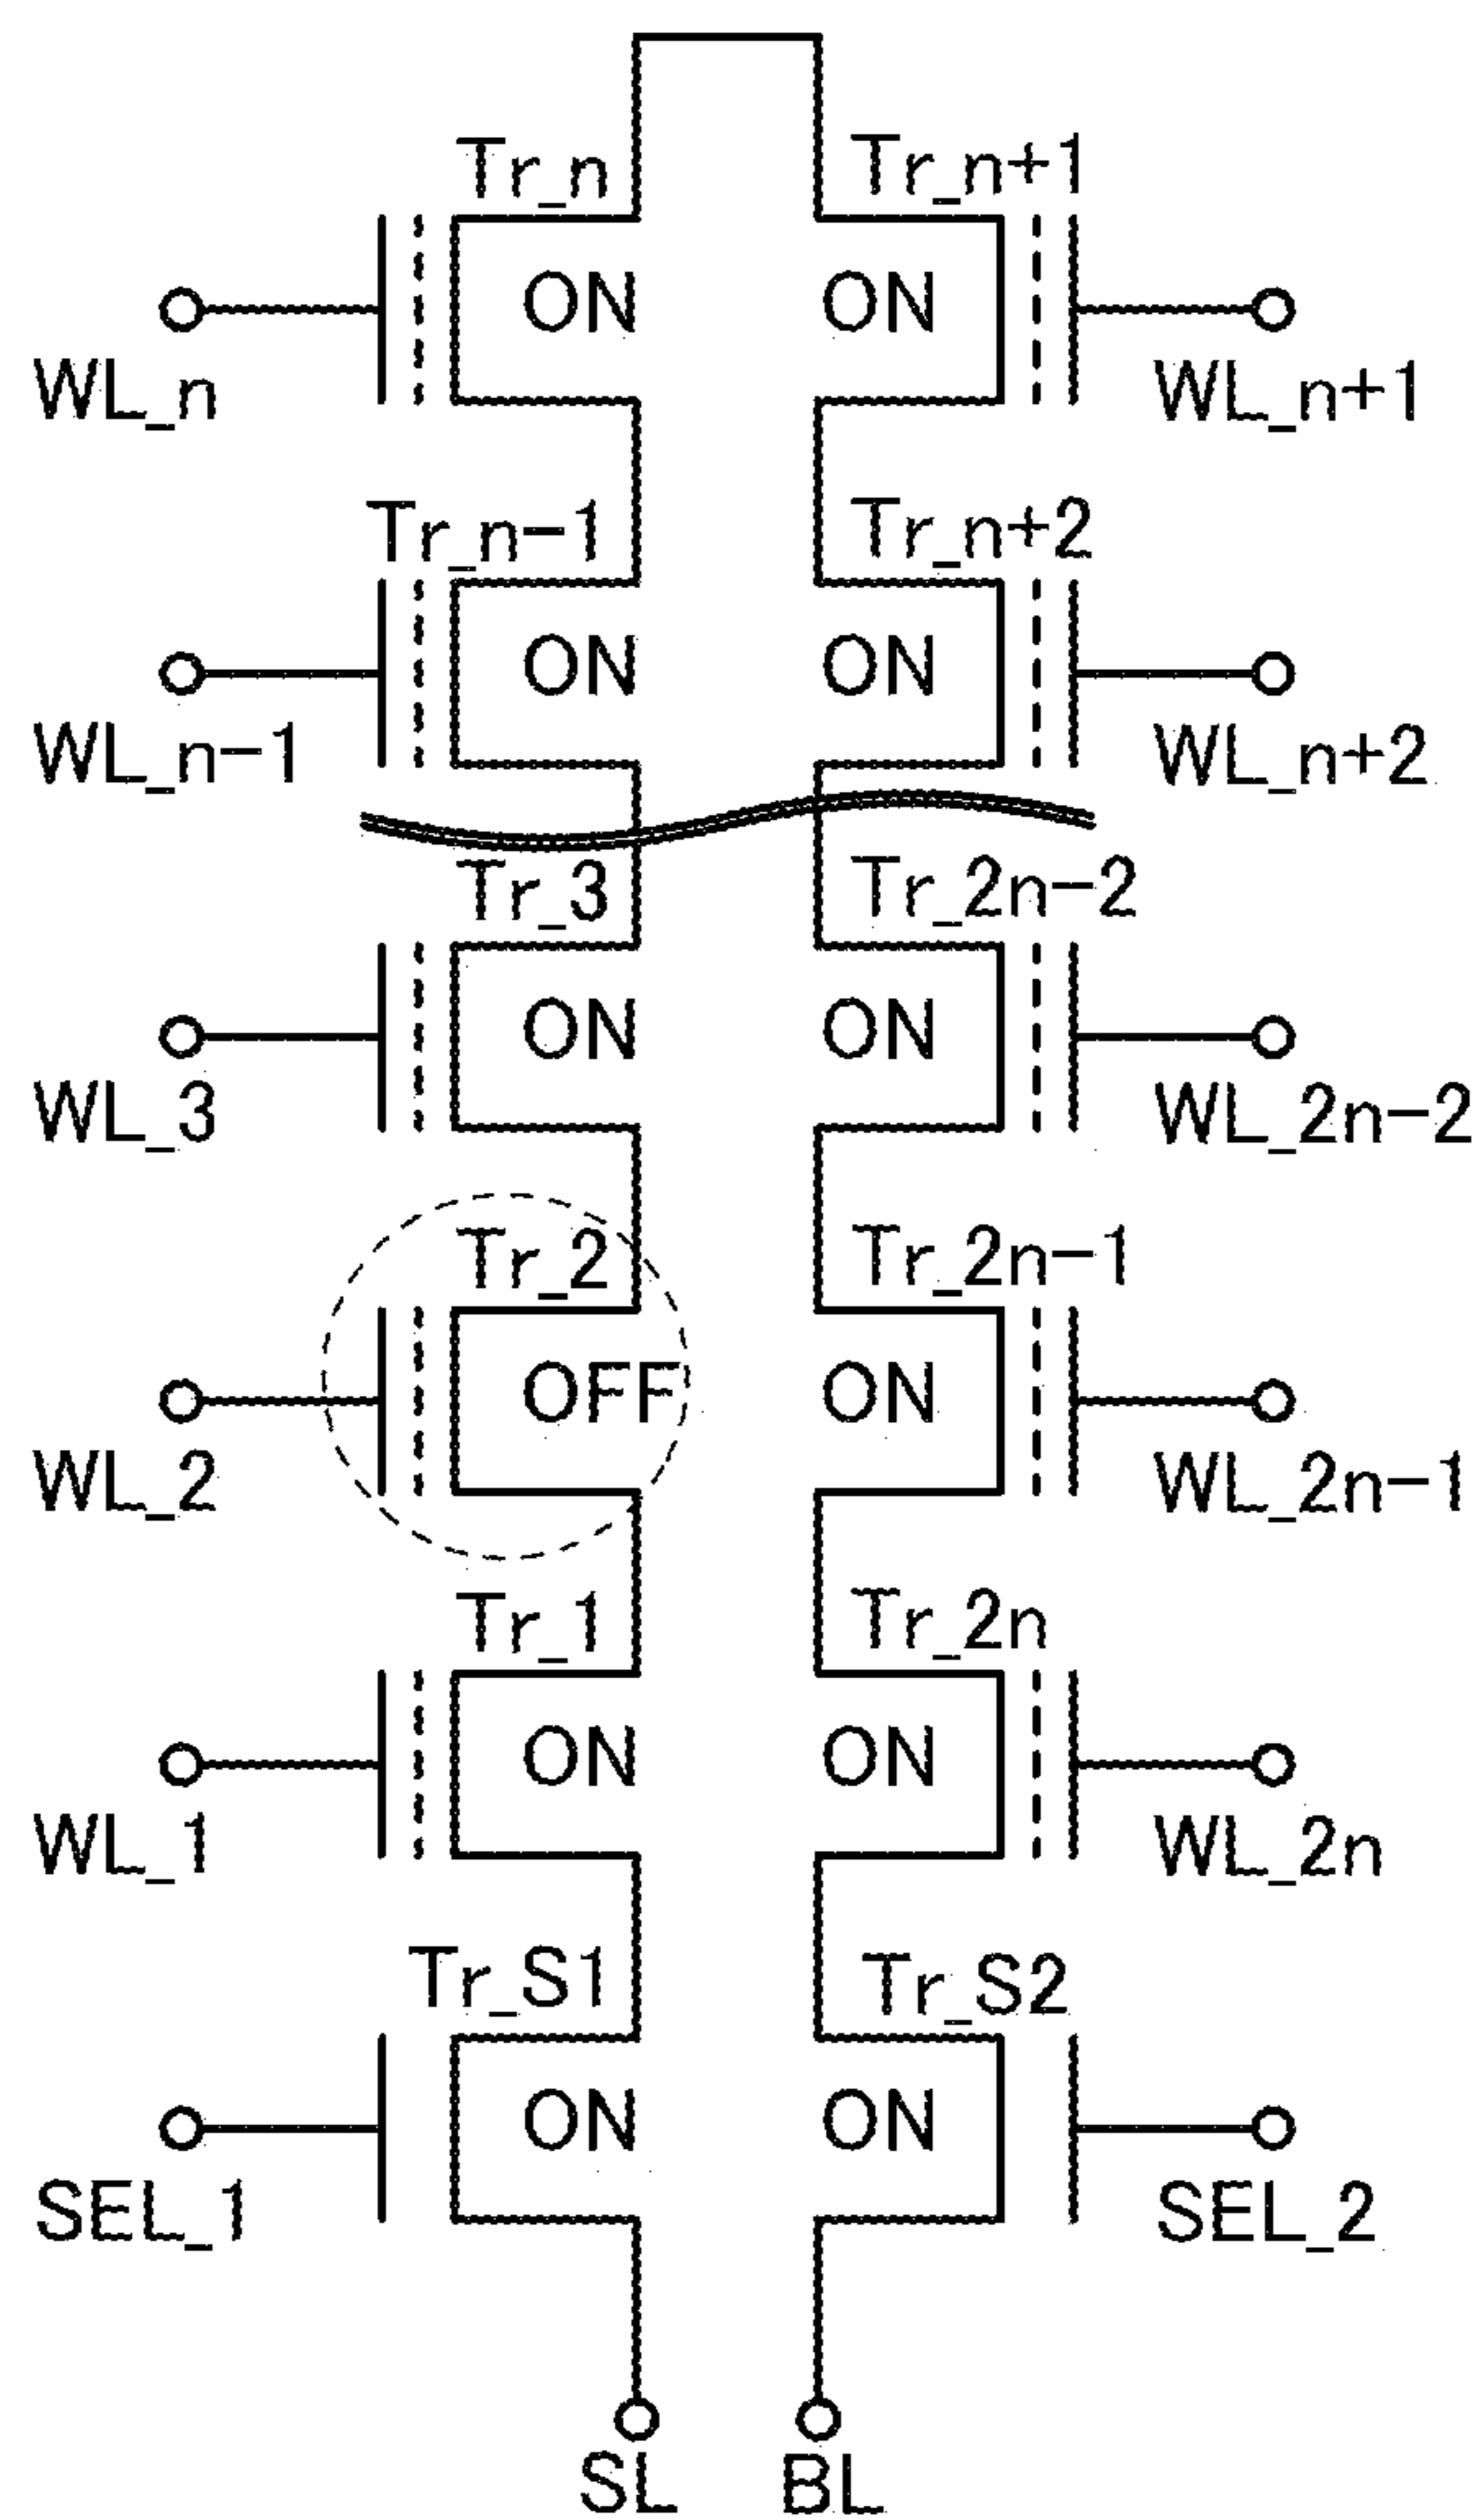 Tr_n Tr_n+1
ON ON
WL_n WL_n+1
Tr_n-1 Tr_n+2
ON ON
WL_n-1 WL_n+2
Tr_3 Tr_2n-2
ON ON
WL_3 WL_2n-2
Tr_2 Tr_2n-1
OFF ON
WL_2 WL_2n-1
Tr_1 Tr_2n
ON ON
WL_1 WL_2n
Tr_S1 Tr_S2
ON ON
SEL_1 SEL_2
SL BL